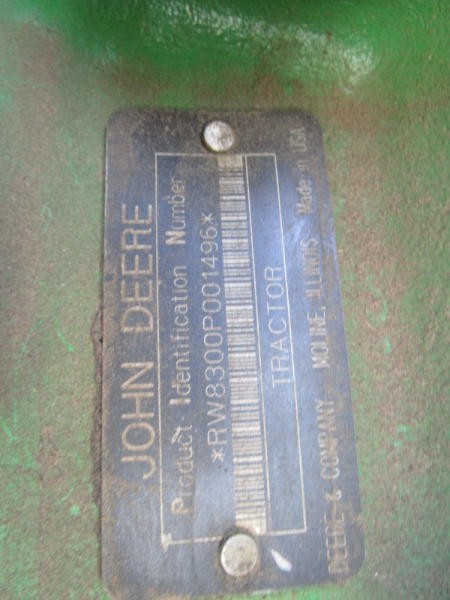 JOHN DEERE
Product Identification Number
*RW8300P001496*
TRACTOR
DEERE & COMPANY MOLINE, ILLINOIS Made in USA